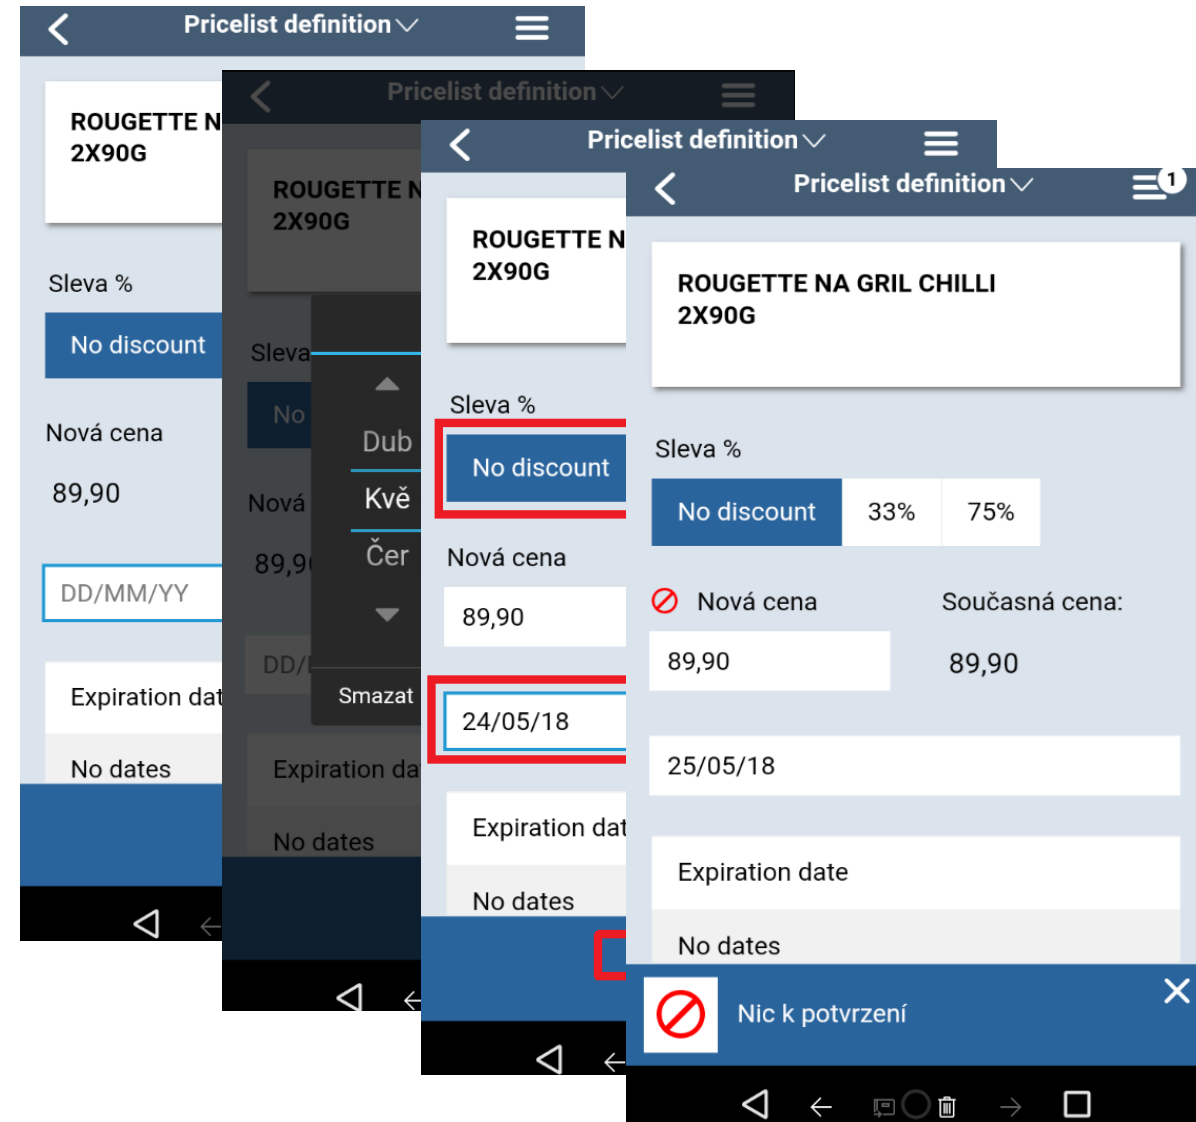 Pricelist definition
ROUGETTE N
2X90G
Sleva %
No discount
Nová cena
89,90
DD/MM/YY
Expiration dat
No dates
Pricelist definition
ROUGETTE N
2X90G
Sleva
No
Nová
89,90
DD/
Dub
Kvě
Čer
Smazat
Expiration da
No dates
Pricelist definition
ROUGETTE N
2X90G
Sleva %
No discount
Nová cena
89,90
24/05/18
Expiration dat
No dates
Pricelist definition
1
ROUGETTE NA GRIL CHILLI
2X90G
Sleva %
No discount 33% 75%
Nová cena Současná cena:
89,90 89,90
25/05/18
Expiration date
No dates
Nic k potvrzení